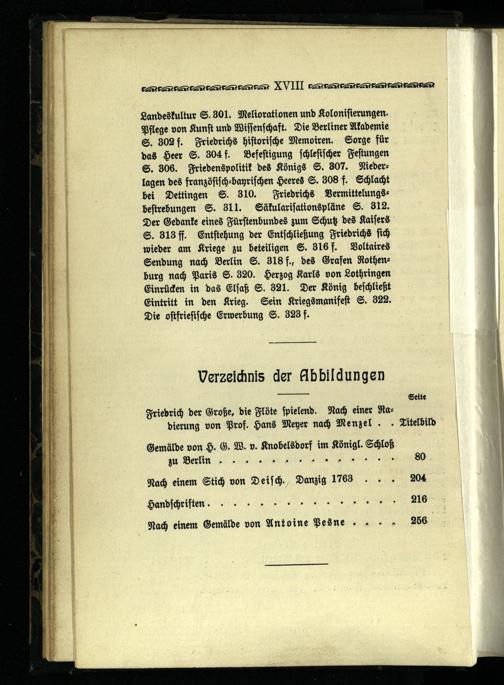 XVIII
Landeskultur S. 301. Meliorationen und Kolonisierungen.
Pflege von Kunst und Wissenschaft. Die Berliner Akademie
S. 302 f. Friedrichs historische Memoiren. Sorge für
das Heer S. 304 f. Befestigung schlesischer Festungen
S. 306. Friedenspolitik des Königs S. 307. Nieder-
lagen des französisch-bayrischen Heeres S. 308 f. Schlacht
bei Dettingen S. 310. Friedrichs Vermittelungs-
bestrebungen S. 311. Säkularisationspläne S. 312.
Der Gedanke eines Fürstenbundes zum Schutz des Kaisers
S. 313 ff. Entstehung der Entschließung Friedrichs sich
wieder am Kriege zu beteiligen S. 316 f. Voltaires
Sendung nach Berlin S. 318 f., des Grafen Rothen-
burg nach Paris S. 320. Herzog Karls von Lothringen
Einrücken in das Elsaß S. 321. Der König beschließt
Eintritt in den Krieg. Sein Kriegsmanifest S. 322.
Die ostfriesische Erwerbung S. 323 f.
Verzeichnis der Abbildungen
Seite
Friedrich der Große, die Flöte spielend. Nach einer Ra-
dierung von Prof. Hans Meyer nach Menzel . . Titelbild
Gemälde von H. G. W. v. Knobelsdorf im Königl. Schloß
zu Berlin . . . . . . . . . . . . . 80
Nach einem Stich von Deisch. Danzig 1763 . . . 204
Handschriften . . . . . . . . . . . . . 216
Nach einem Gemälde von Antoine Pesne . . . . 256